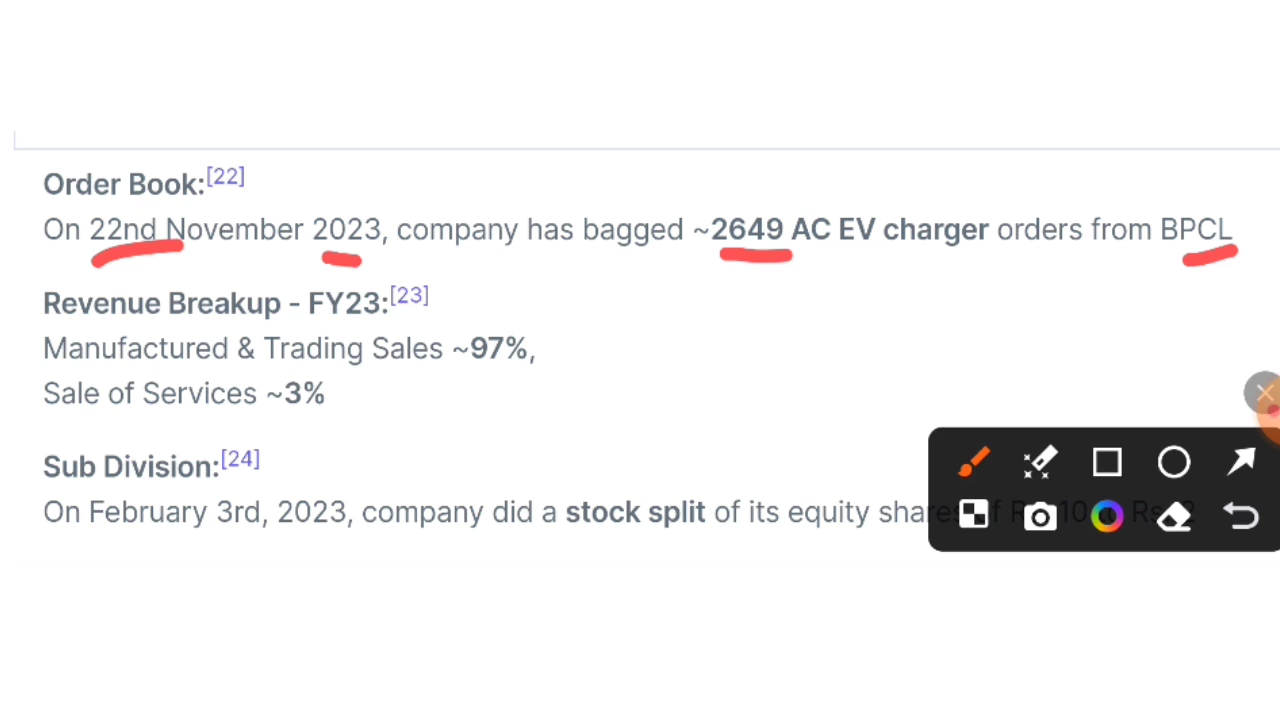 Order Book:[22]
On 22nd November 2023, company has bagged ~2649 AC EV charger orders from BPCL
Revenue Breakup - FY23:[23]
Manufactured & Trading Sales ~97%,
Sale of Services ~3%
Sub Division:[24]
On February 3rd, 2023, company did a stock split of its equity shares